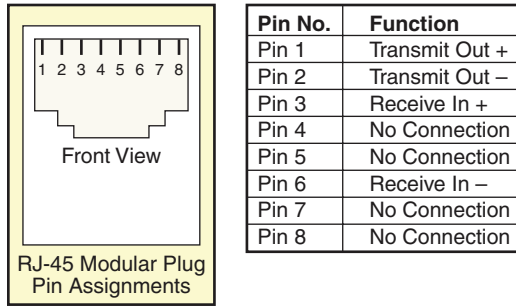 1 2 3 4 5 6 7 8
Front View
RJ-45 Modular Plug
Pin Assignments
Pin No. Function
Pin 1 Transmit Out +
Pin 2 Transmit Out –
Pin 3 Receive In +
Pin 4 No Connection
Pin 5 No Connection
Pin 6 Receive In –
Pin 7 No Connection
Pin 8 No Connection